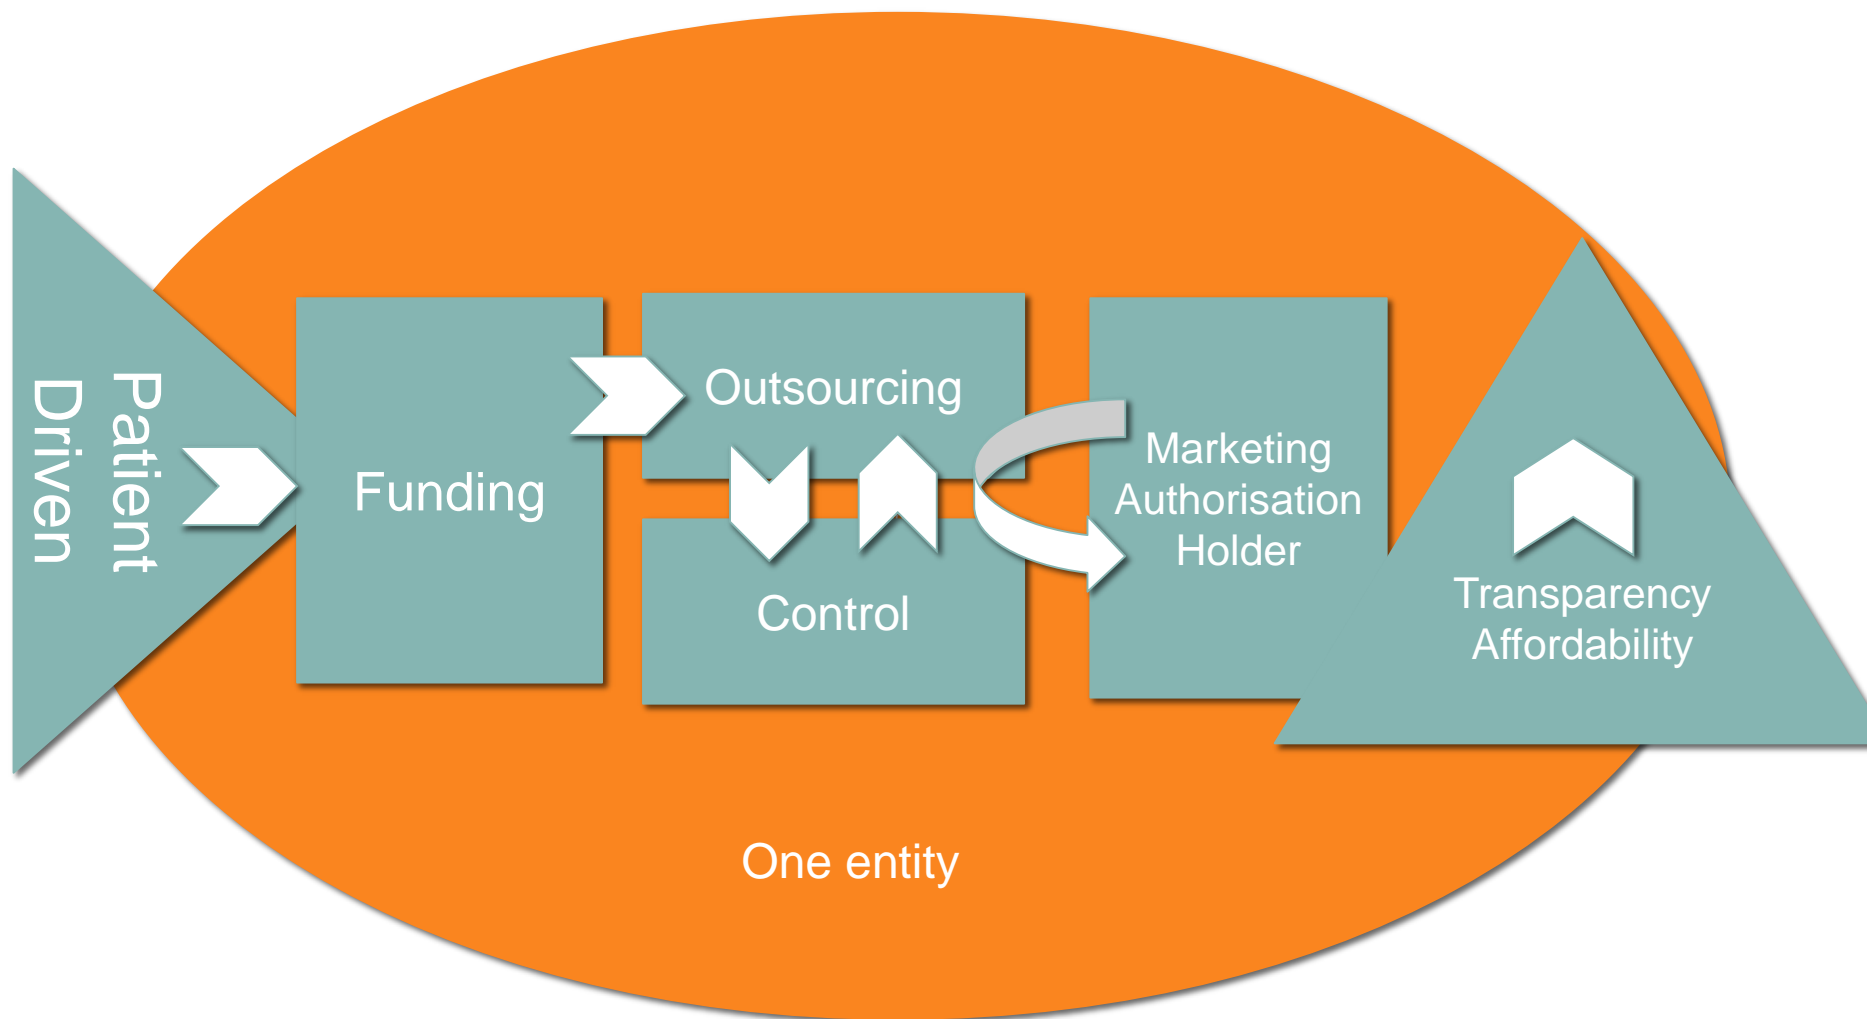 Patient
Driven
Funding
Outsourcing
Control
Marketing
Authorisation
Holder
Transparency
Affordability
One entity